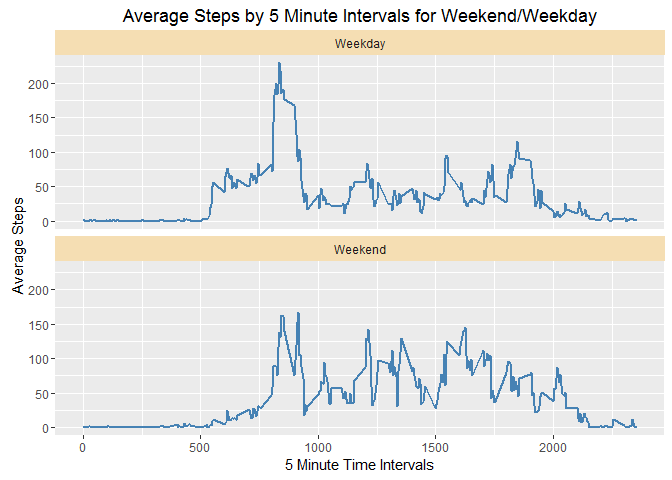 Average Steps by 5 Minute Intervals for Weekend/Weekday
Weekday
200
150
100
50
0
Average Steps
Weekend
200
150
100
50
0
0 500 1000 1500 2000
5 Minute Time Intervals